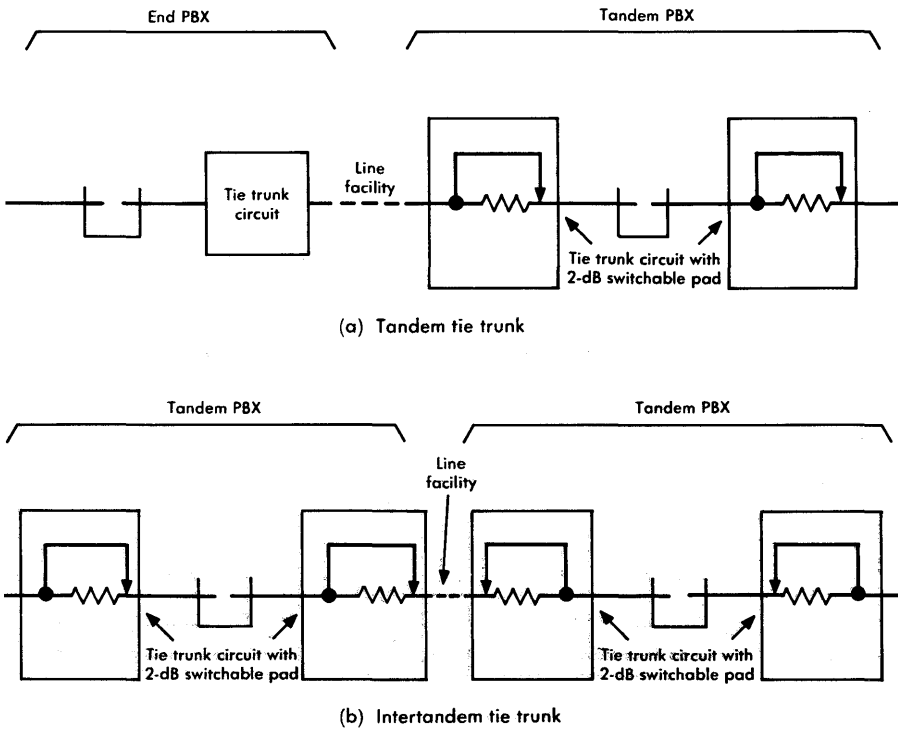 End PBX
Tandem PBX
Tie trunk
circuit
Line
facility
Tie trunk circuit with
2-dB switchable pad
(a) Tandem tie trunk
Tandem PBX
Tandem PBX
Line
facility
Tie trunk circuit with
2-dB switchable pad
Tie trunk circuit with
2-dB switchable pad
(b) Intertandem tie trunk